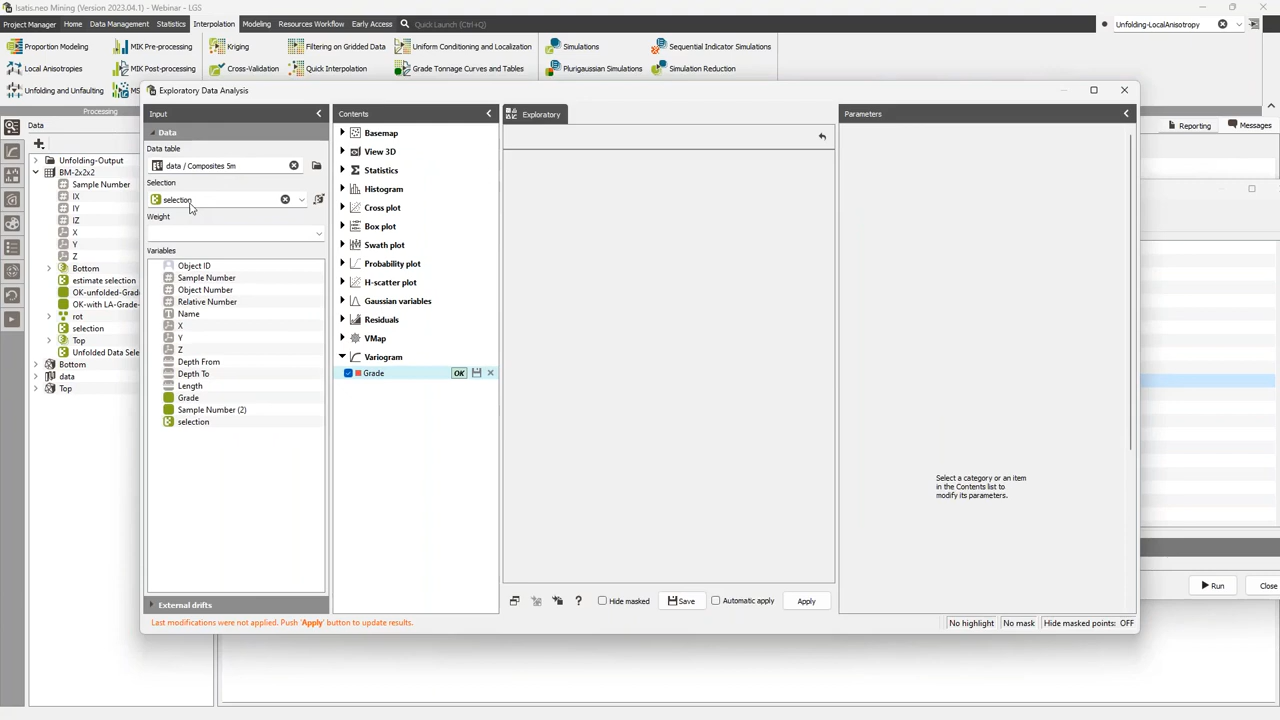 Isatis.neo Mining (Version 2023.04.1) - Webinar - LGS
Project Manager Home Data Management Statistics Interpolation Modeling Resources Workflow Early Access Quick Launch (Ctrl+Q) Unfolding-LocalAnisotropy
Proportion Modeling MIK Pre-processing Kriging Filtering on Gridded Data Uniform Conditioning and Localization Simulations Sequential Indicator Simulations
Local Anisotropies MIK Post-processing Cross-Validation Quick Interpolation Grade Tonnage Curves and Tables Plurigaussian Simulations Simulation Reduction
Unfolding and Unfaulting
Processing
Exploratory Data Analysis
Data
Reporting Messages
Unfolding-Output
BM-2x2x2
Sample Number
IX
IY
IZ
X
Y
Z
Bottom
estimate selection
OK-unfolded-Grad
OK-with LA-Grade-
rot
selection
Top
Unfolded Data Sele
Bottom
data
Top
Input
Data
Data table
data / Composites 5m
Selection
selection
Weight
Variables
Object ID
Sample Number
Object Number
Relative Number
Name
X
Y
Z
Depth From
Depth To
Length
Grade
Sample Number (2)
selection
External drifts
Contents
Basemap
View 3D
Statistics
Histogram
Cross plot
Box plot
Swath plot
Probability plot
H-scatter plot
Gaussian variables
Residuals
VMap
Variogram
Grade OK
Exploratory
Parameters
Select a category or an item
in the Contents list to
modify its parameters.
Hide masked Save Automatic apply Apply
Last modifications were not applied. Push 'Apply' button to update results.
No highlight No mask Hide masked points: OFF
Run Close